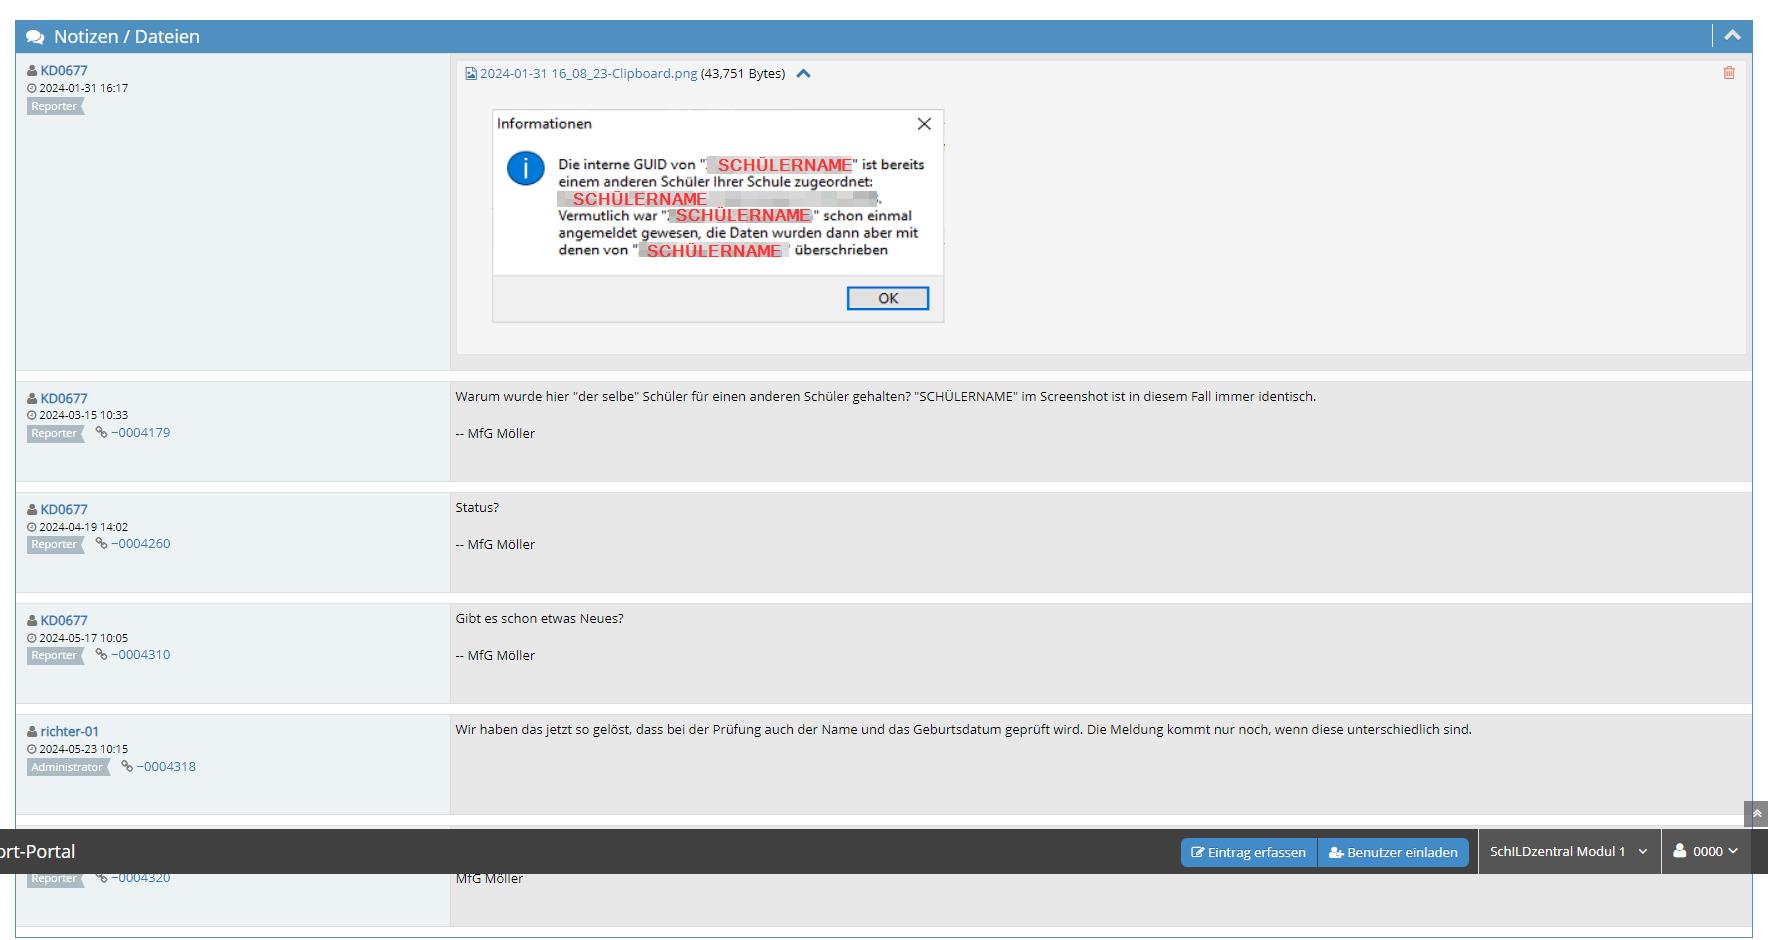 Notizen / Dateien
KD0677
2024-01-31 16:17
Reporter
2024-01-31 16_08_23-Clipboard.png (43,751 Bytes)
Informationen
Die interne GUID von " SCHÜLERNAME" ist bereits
einem anderen Schüler Ihrer Schule zugeordnet:
SCHÜLERNAME
Vermutlich war " SCHÜLERNAME " schon einmal
angemeldet gewesen, die Daten wurden dann aber mit
denen von " SCHÜLERNAME " überschrieben
OK
KD0677
2024-03-15 10:33
Reporter ~0004179
Warum wurde hier "der selbe" Schüler für einen anderen Schüler gehalten? "SCHÜLERNAME" im Screenshot ist in diesem Fall immer identisch.
-- MfG Möller
KD0677
2024-04-19 14:02
Reporter ~0004260
Status?
-- MfG Möller
KD0677
2024-05-17 10:05
Reporter ~0004310
Gibt es schon etwas Neues?
-- MfG Möller
richter-01
2024-05-23 10:15
Administrator ~0004318
Wir haben das jetzt so gelöst, dass bei der Prüfung auch der Name und das Geburtsdatum geprüft wird. Die Meldung kommt nur noch, wenn diese unterschiedlich sind.
ort-Portal
Eintrag erfassen
Benutzer einladen
SchILDzentral Modul 1
0000
Reporter ~0004320
MfG Möller